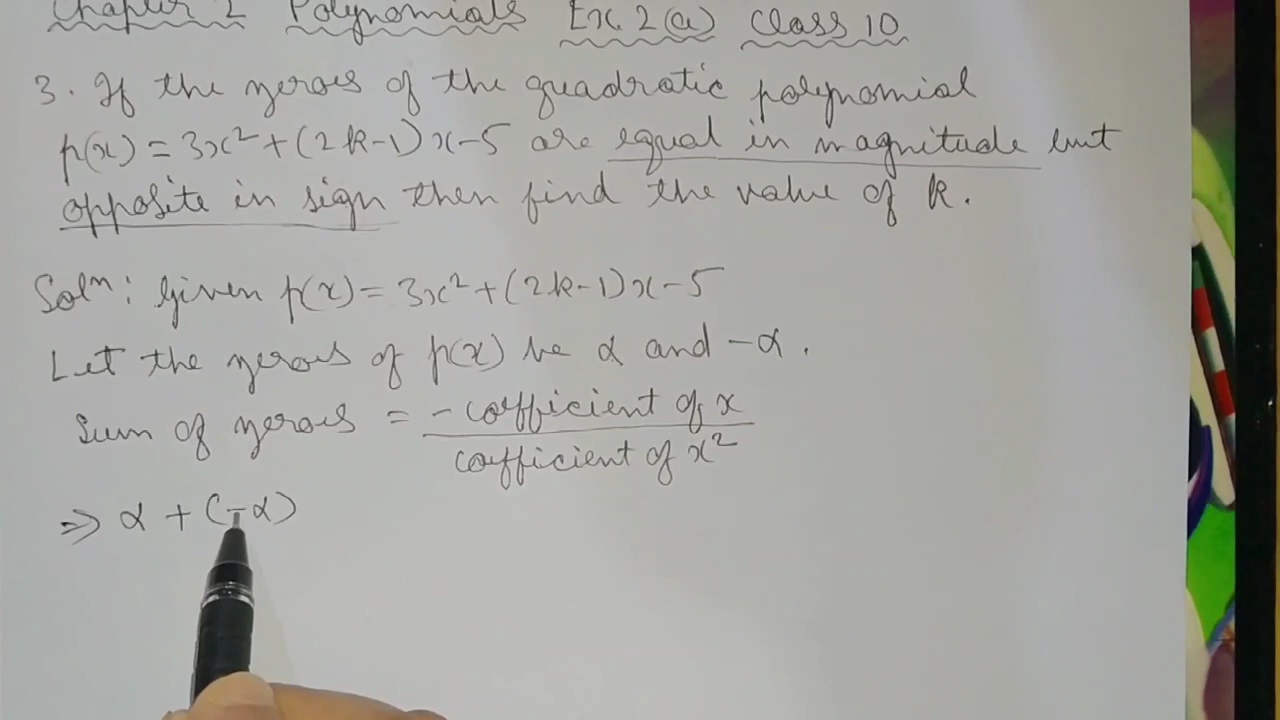 Chapter 2 Polynomials Ex 2(a) Class 10
3. If the zeroes of the quadratic polynomial
p(x) = 3x² + (2k-1)x - 5 are equal in magnitude but
opposite in sign then find the value of k.
Solⁿ: Given p(x) = 3x² + (2k-1)x - 5
Let the zeroes of p(x) be α and -α.
Sum of zeroes = -coefficient of x / coefficient of x²
⇒ α + (-α)